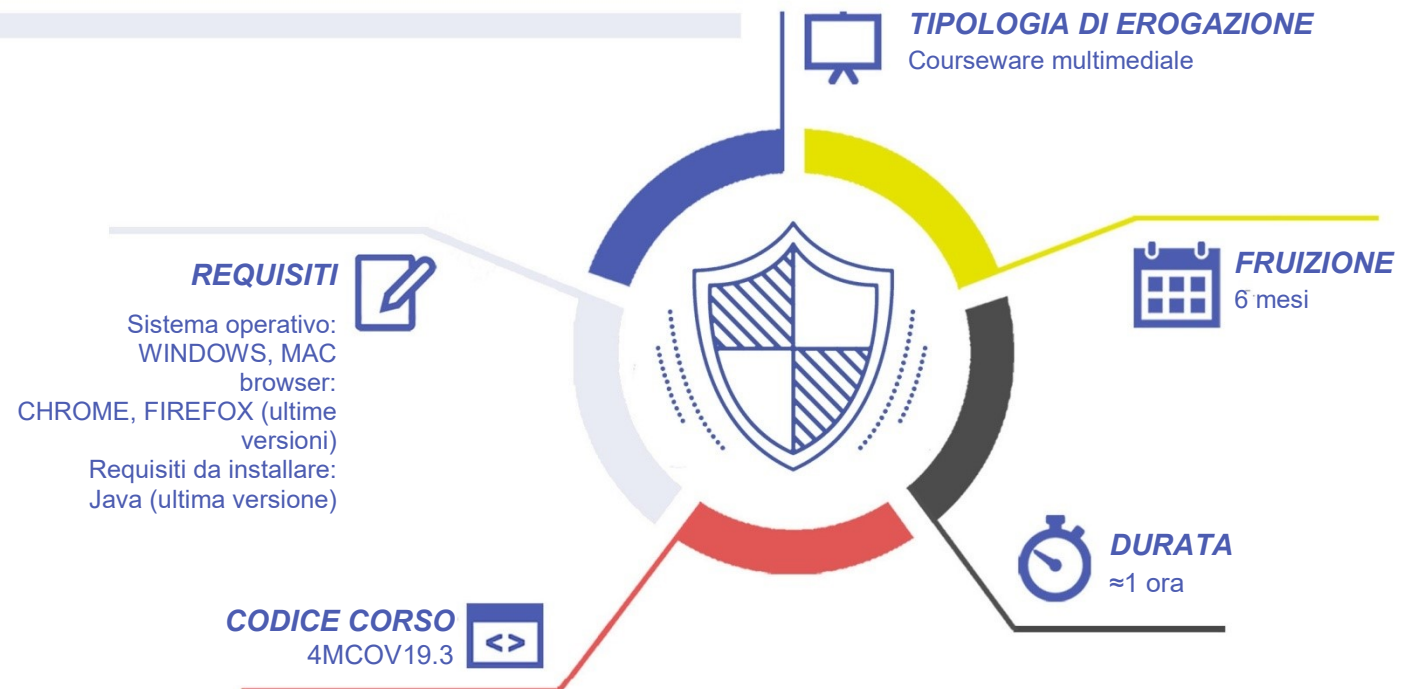 TIPOLOGIA DI EROGAZIONE
Courseware multimediale
REQUISITI
Sistema operativo:
WINDOWS, MAC
browser:
CHROME, FIREFOX (ultime
versioni)
Requisiti da installare:
Java (ultima versione)
FRUIZIONE
6 mesi
DURATA
≈1 ora
CODICE CORSO
4MCOV19.3
<>